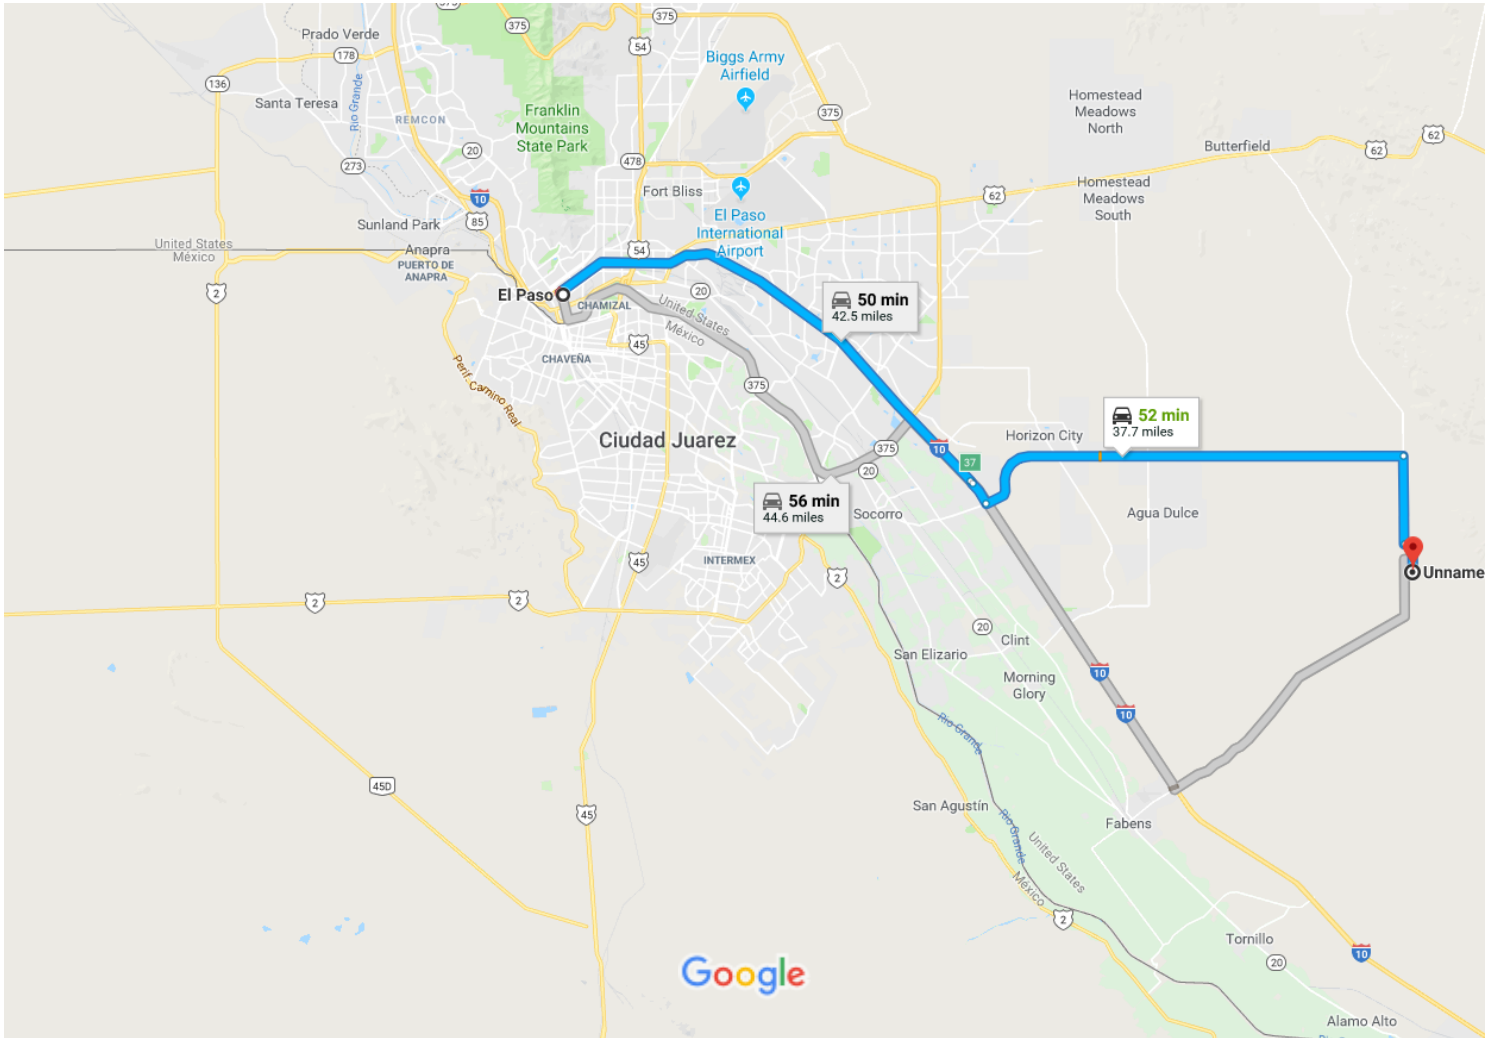 375
375
375
Prado Verde
54
178
Biggs Army
Airfield
136
Santa Teresa
Rio Grande
Franklin
Mountains
State Park
REMCON
375
Homestead
Meadows
North
62
62
Butterfield
20
478
273
Fort Bliss
10
Homestead
Meadows
South
62
85
Sunland Park
El Paso
International
Airport
United States
México
Anapra
PUERTO DE
ANAPRA
54
2
El Paso
CHAMIZAL
20
United States
México
50 min
42.5 miles
45
CHAVEÑA
Perif. Camino Real
20
375
52 min
37.7 miles
Ciudad Juarez
Horizon City
375
10
37
20
56 min
44.6 miles
Socorro
Agua Dulce
INTERMEX
45
2
Unname
2
2
20
Clint
San Elizario
Morning
Glory
10
10
Rio Grande
45D
45
San Agustín
Rio Grande
Fabens
United States
México
2
Tornillo
10
20
Google
Alamo Alto